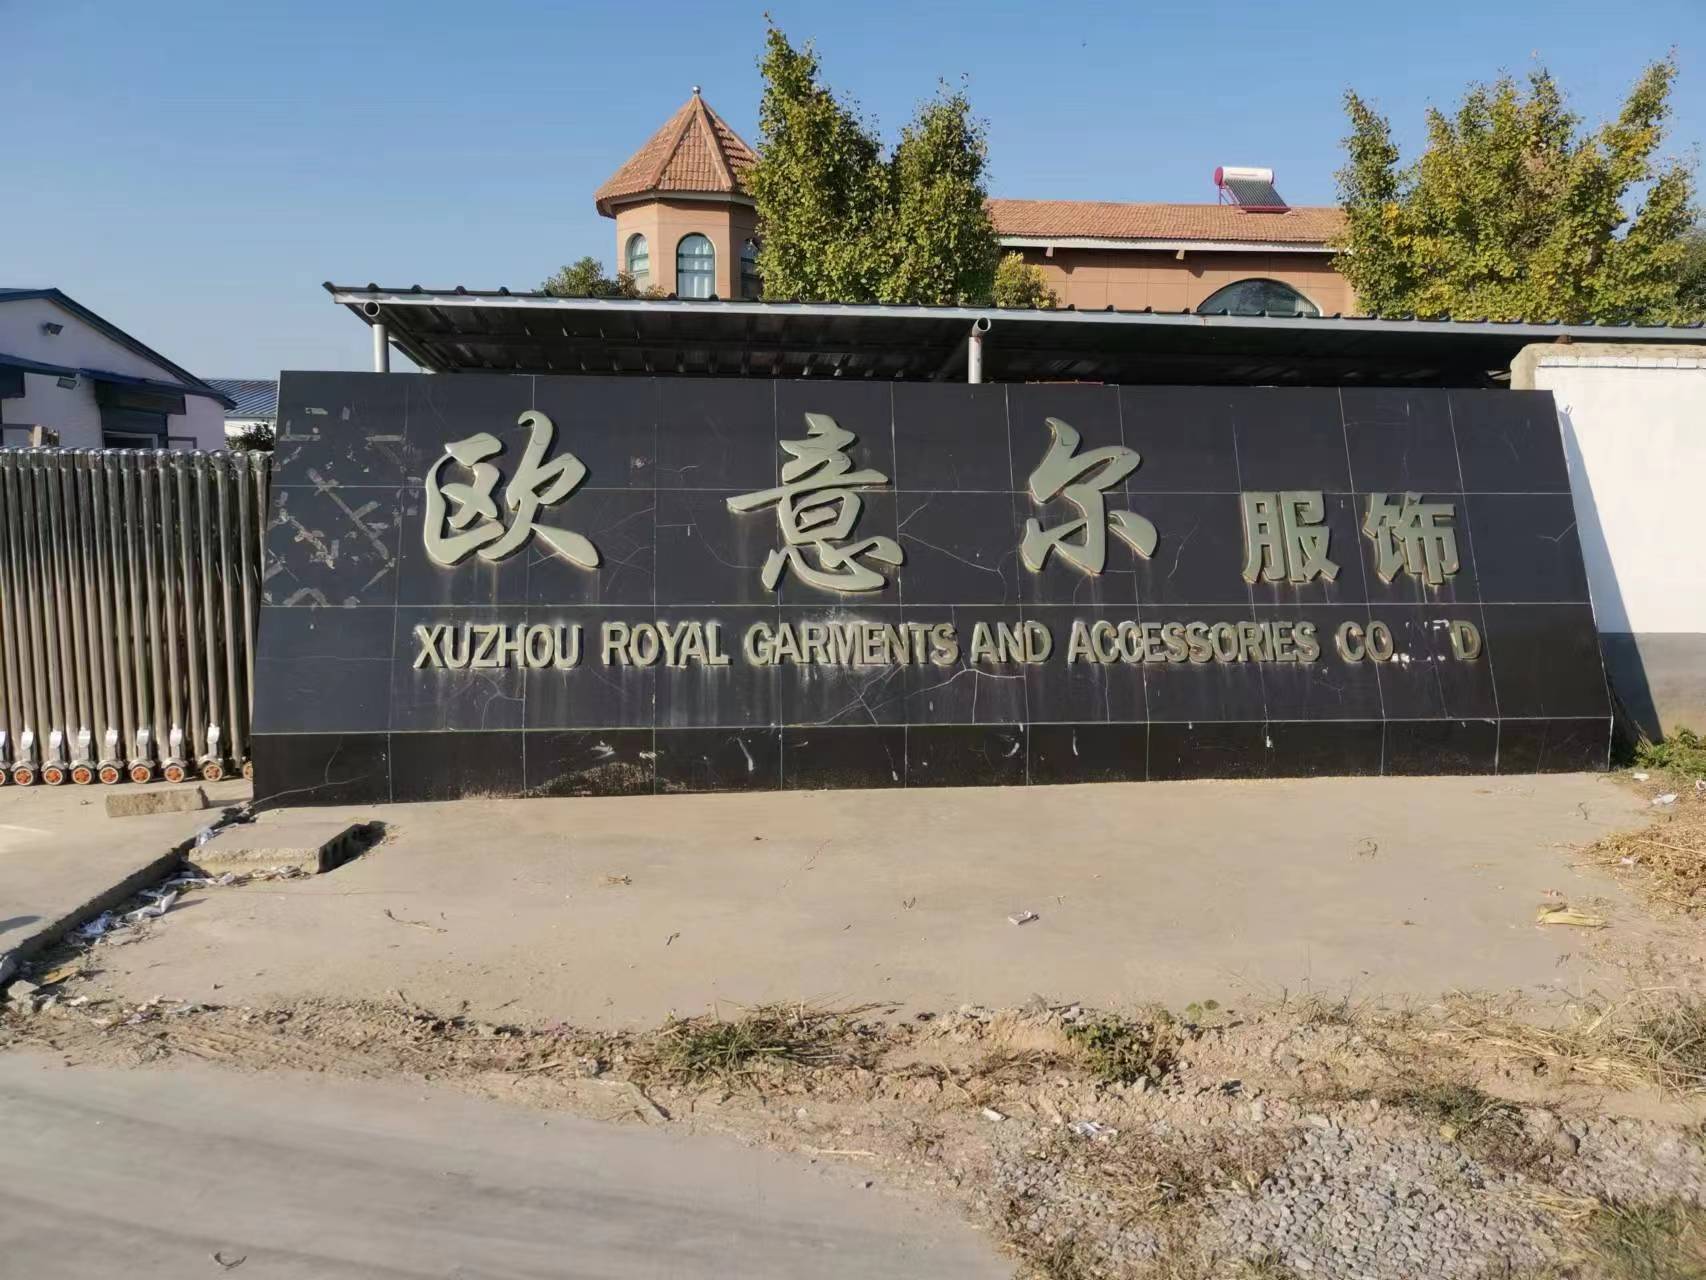 欧意尔服饰
XUZHOU ROYAL GARMENTS AND ACCESSORIES CO. D